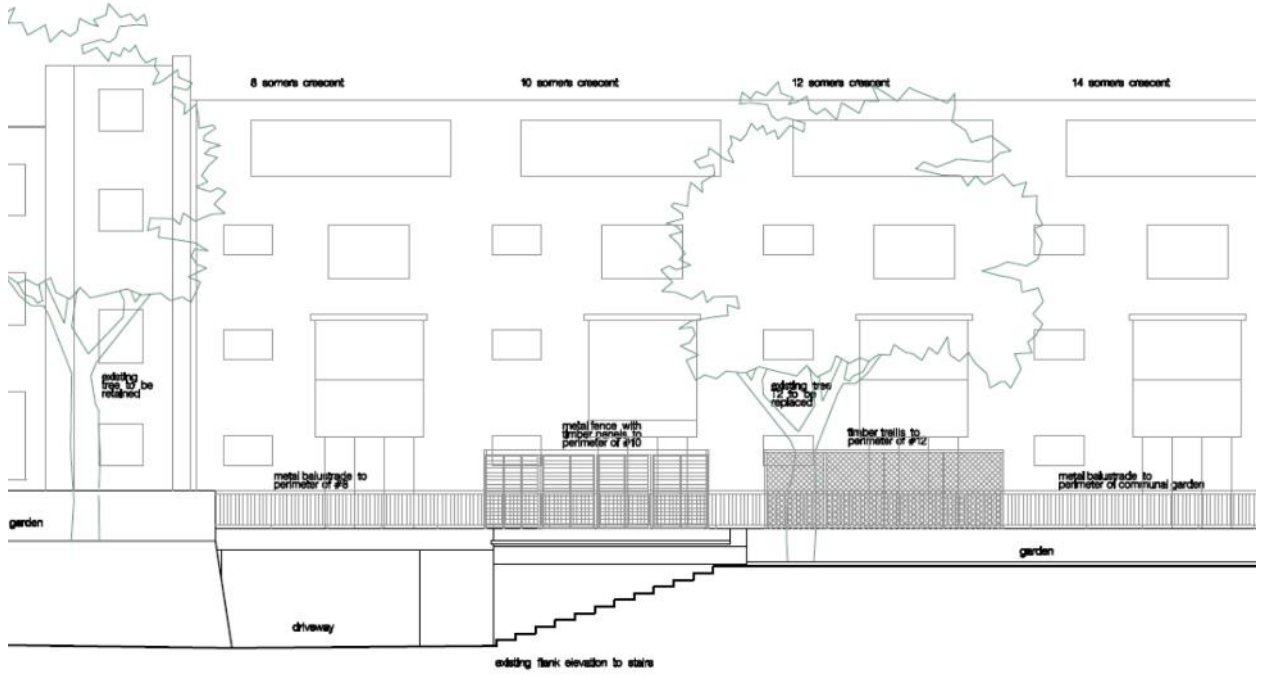 8 somers crescent
10 somers crescent
12 somers crescent
14 somers crescent
existing
tree to be
retained
existing tree
T2 to be
replaced
metal fence with
timber panels to
perimeter of #10
timber trellis to
perimeter of #12
metal balustrade to
perimeter of #8
metal balustrade to
perimeter of communal garden
garden
garden
driveway
existing flank elevation to stairs